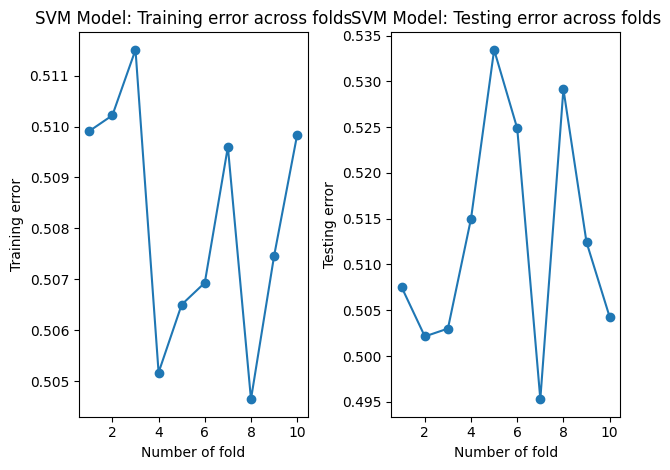 SVM Model: Training error across folds
Training error
0.511
0.510
0.509
0.508
0.507
0.506
0.505
2 4 6 8 10
Number of fold
SVM Model: Testing error across folds
Testing error
0.535
0.530
0.525
0.520
0.515
0.510
0.505
0.500
0.495
2 4 6 8 10
Number of fold